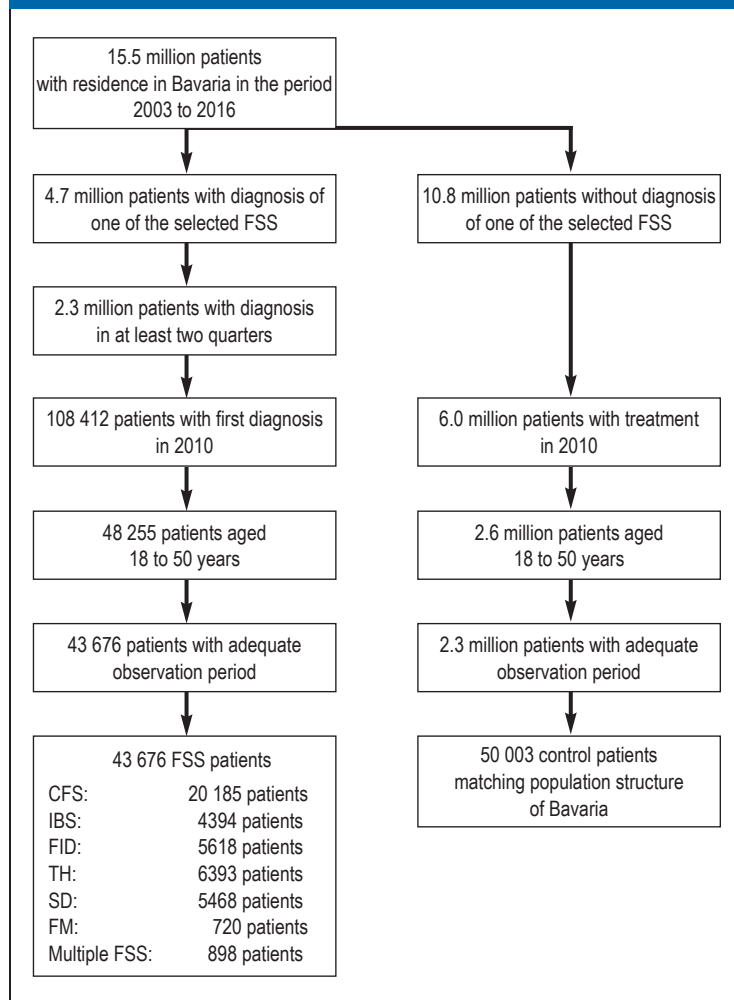 15.5 million patients
with residence in Bavaria in the period
2003 to 2016
4.7 million patients with diagnosis of
one of the selected FSS
10.8 million patients without diagnosis
of one of the selected FSS
2.3 million patients with diagnosis
in at least two quarters
108 412 patients with first diagnosis
in 2010
6.0 million patients with treatment
in 2010
48 255 patients aged
18 to 50 years
2.6 million patients aged
18 to 50 years
43 676 patients with adequate
observation period
2.3 million patients with adequate
observation period
43 676 FSS patients
CFS: 20 185 patients
IBS: 4394 patients
FID: 5618 patients
TH: 6393 patients
SD: 5468 patients
FM: 720 patients
Multiple FSS: 898 patients
50 003 control patients
matching population structure
of Bavaria